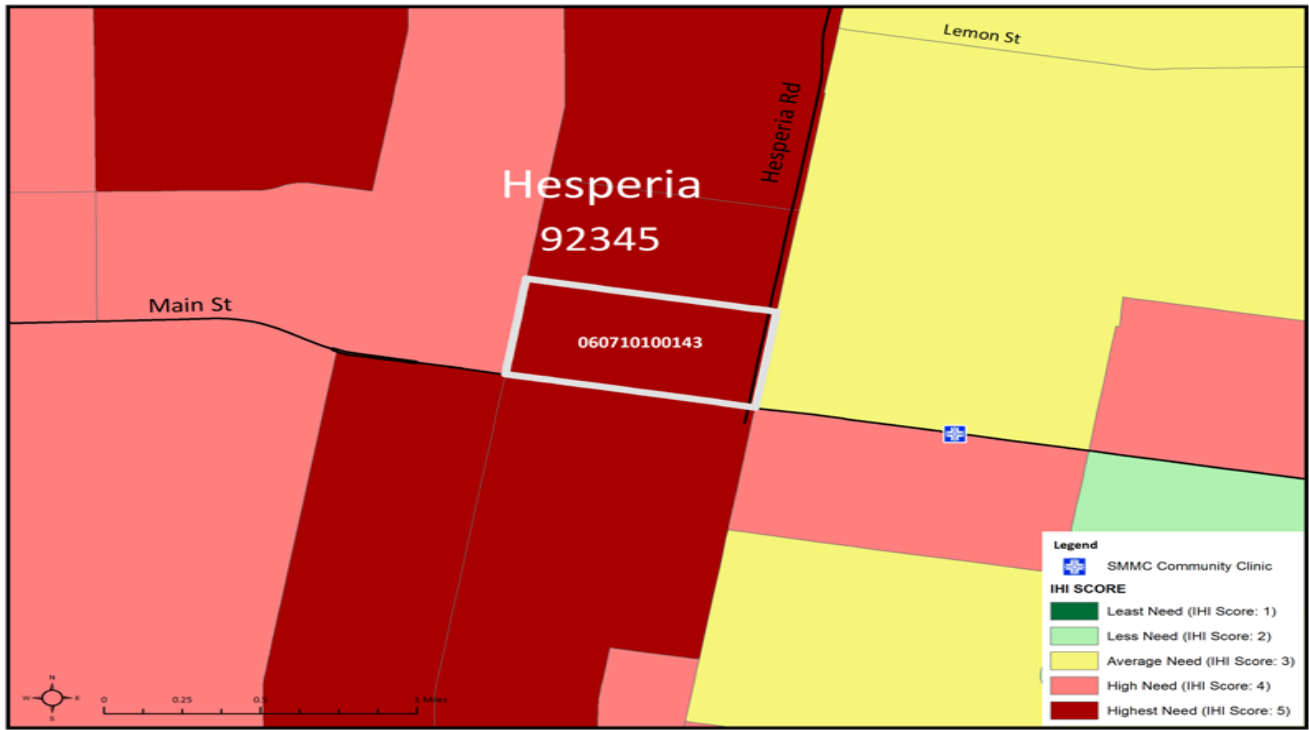 Lemon St
Hesperia Rd
Hesperia
92345
Main St
060710100143
Legend
SMMC Community Clinic
IHI SCORE
Least Need (IHI Score: 1)
Less Need (IHI Score: 2)
Average Need (IHI Score: 3)
High Need (IHI Score: 4)
Highest Need (IHI Score: 5)
N
W E
S
0 0.25 0.5 1 Miles